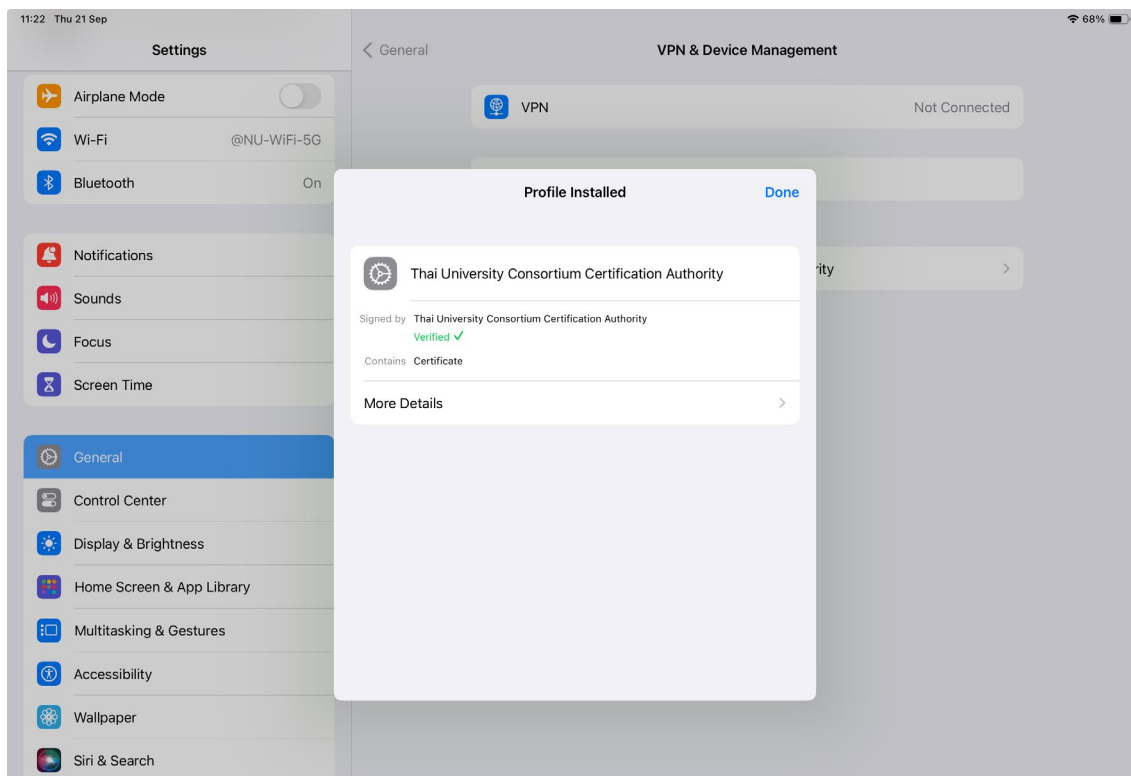 11:22 Thu 21 Sep
68%
Settings
Airplane Mode
Wi-Fi @NU-WiFi-5G
Bluetooth On
Notifications
Sounds
Focus
Screen Time
General
Control Center
Display & Brightness
Home Screen & App Library
Multitasking & Gestures
Accessibility
Wallpaper
Siri & Search
General
VPN & Device Management
VPN Not Connected
rity
Profile Installed
Done
Thai University Consortium Certification Authority
Signed by Thai University Consortium Certification Authority
Verified ✓
Contains Certificate
More Details